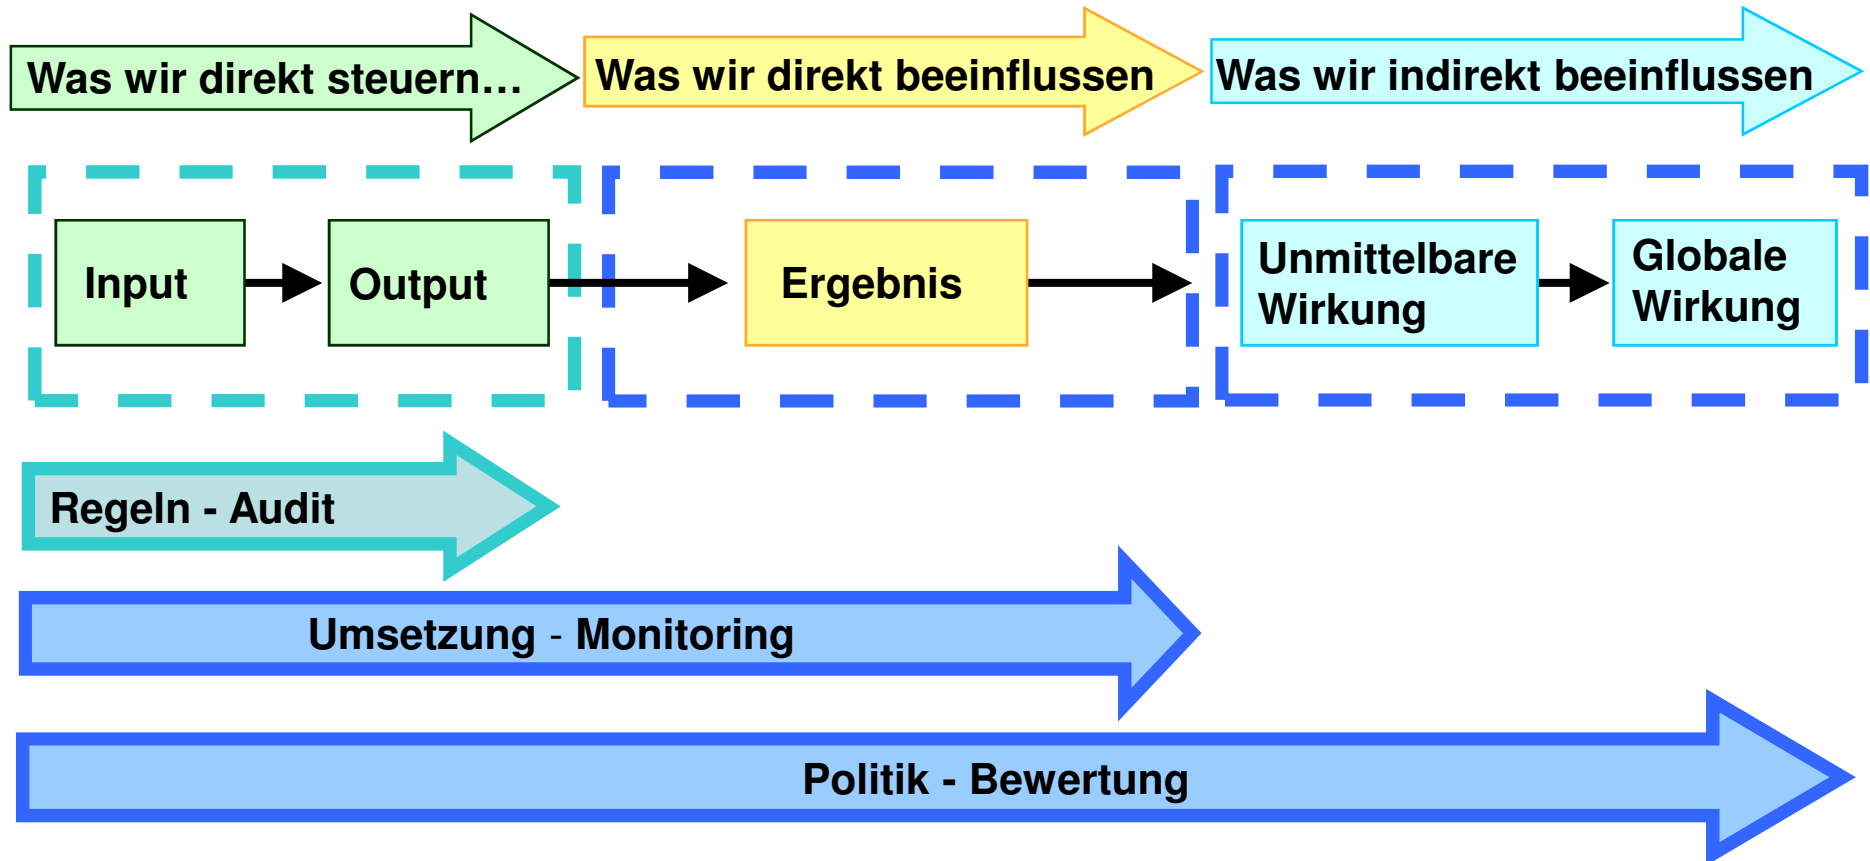 Was wir direkt steuern…
Was wir direkt beeinflussen
Was wir indirekt beeinflussen
Input
Output
Ergebnis
Unmittelbare
Wirkung
Globale
Wirkung
Regeln - Audit
Umsetzung - Monitoring
Politik - Bewertung